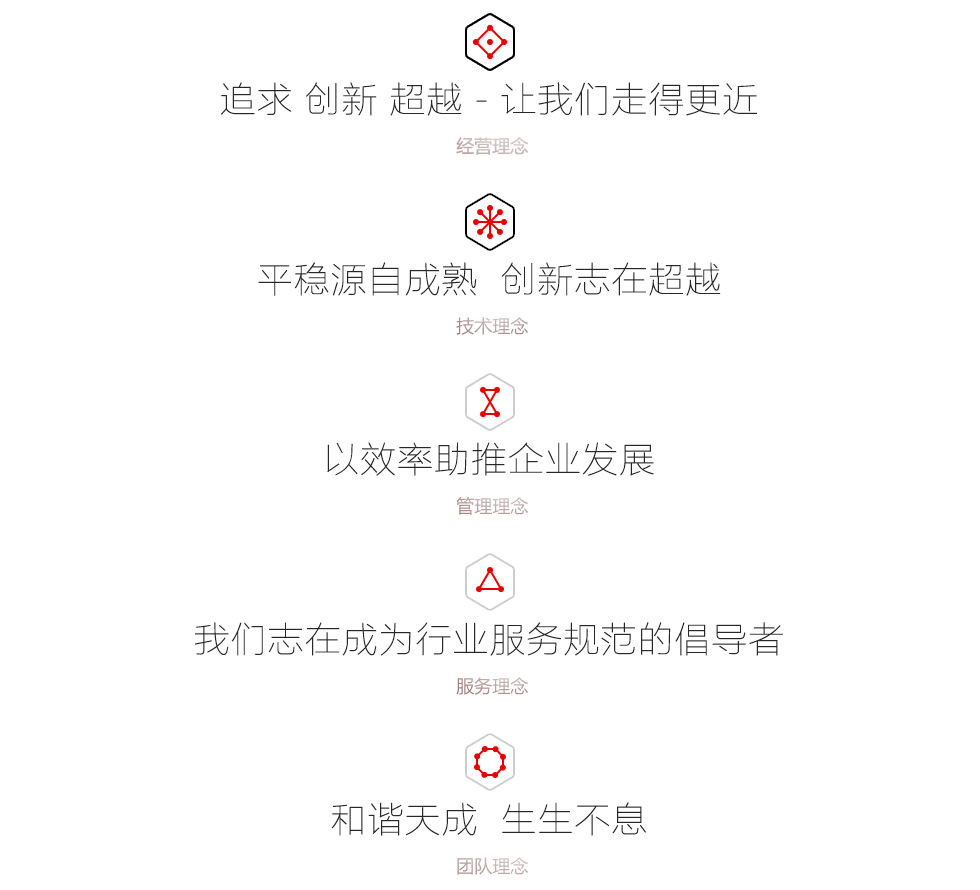 追求 创新 超越 - 让我们走得更近
经营理念
平稳源自成熟 创新志在超越
技术理念
以效率助推企业发展
管理理念
我们志在成为行业服务规范的倡导者
服务理念
和谐天成 生生不息
团队理念